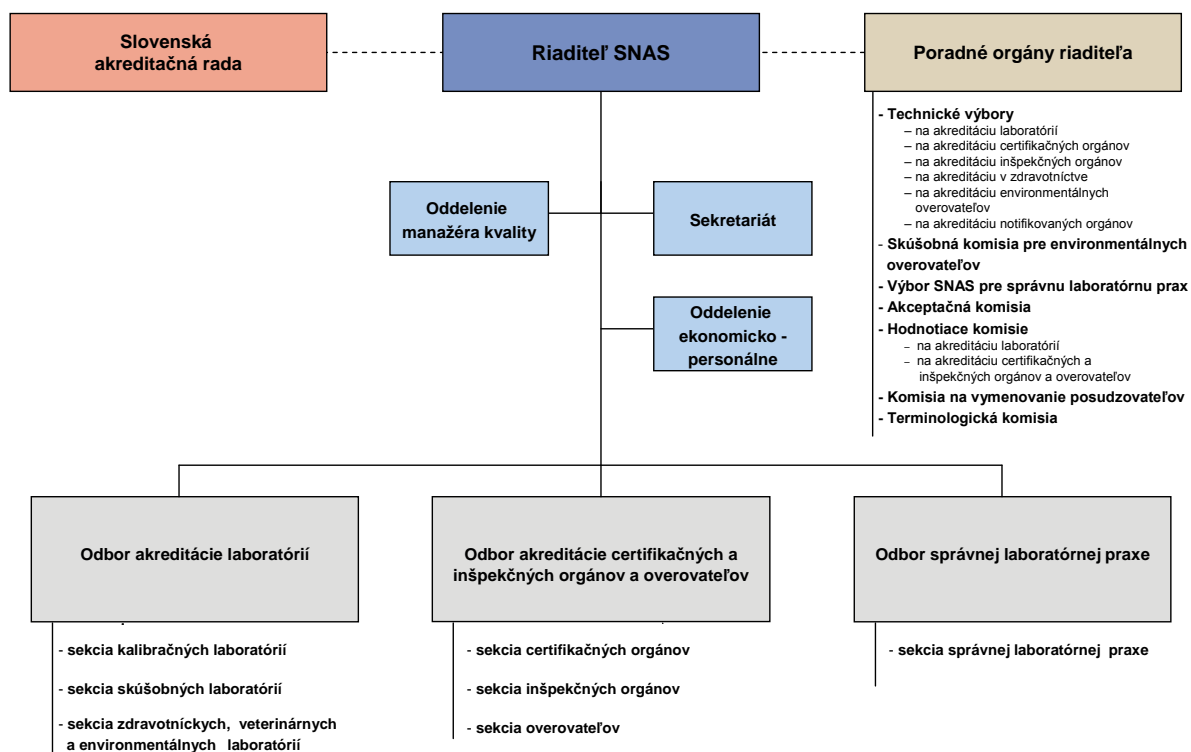 Slovenská
akreditačná rada
Riaditeľ SNAS
Poradné orgány riaditeľa
- Technické výbory
– na akreditáciu laboratórií
– na akreditáciu certifikačných orgánov
– na akreditáciu inšpekčných orgánov
– na akreditáciu v zdravotníctve
– na akreditáciu environmentálnych
overovateľov
– na akreditáciu notifikovaných orgánov
- Skúšobná komisia pre environmentálnych
overovateľov
- Výbor SNAS pre správnu laboratórnu prax
- Akceptačná komisia
- Hodnotiace komisie
– na akreditáciu laboratórií
– na akreditáciu certifikačných a
inšpekčných orgánov a overovateľov
- Komisia na vymenovanie posudzovateľov
- Terminologická komisia
Oddelenie
manažéra kvality
Sekretariát
Oddelenie
ekonomicko -
personálne
Odbor akreditácie laboratórií
- sekcia kalibračných laboratórií
- sekcia skúšobných laboratórií
- sekcia zdravotníckych, veterinárnych
a environmentálnych laboratórií
Odbor akreditácie certifikačných a
inšpekčných orgánov a overovateľov
- sekcia certifikačných orgánov
- sekcia inšpekčných orgánov
- sekcia overovateľov
Odbor správnej laboratórnej praxe
- sekcia správnej laboratórnej praxe